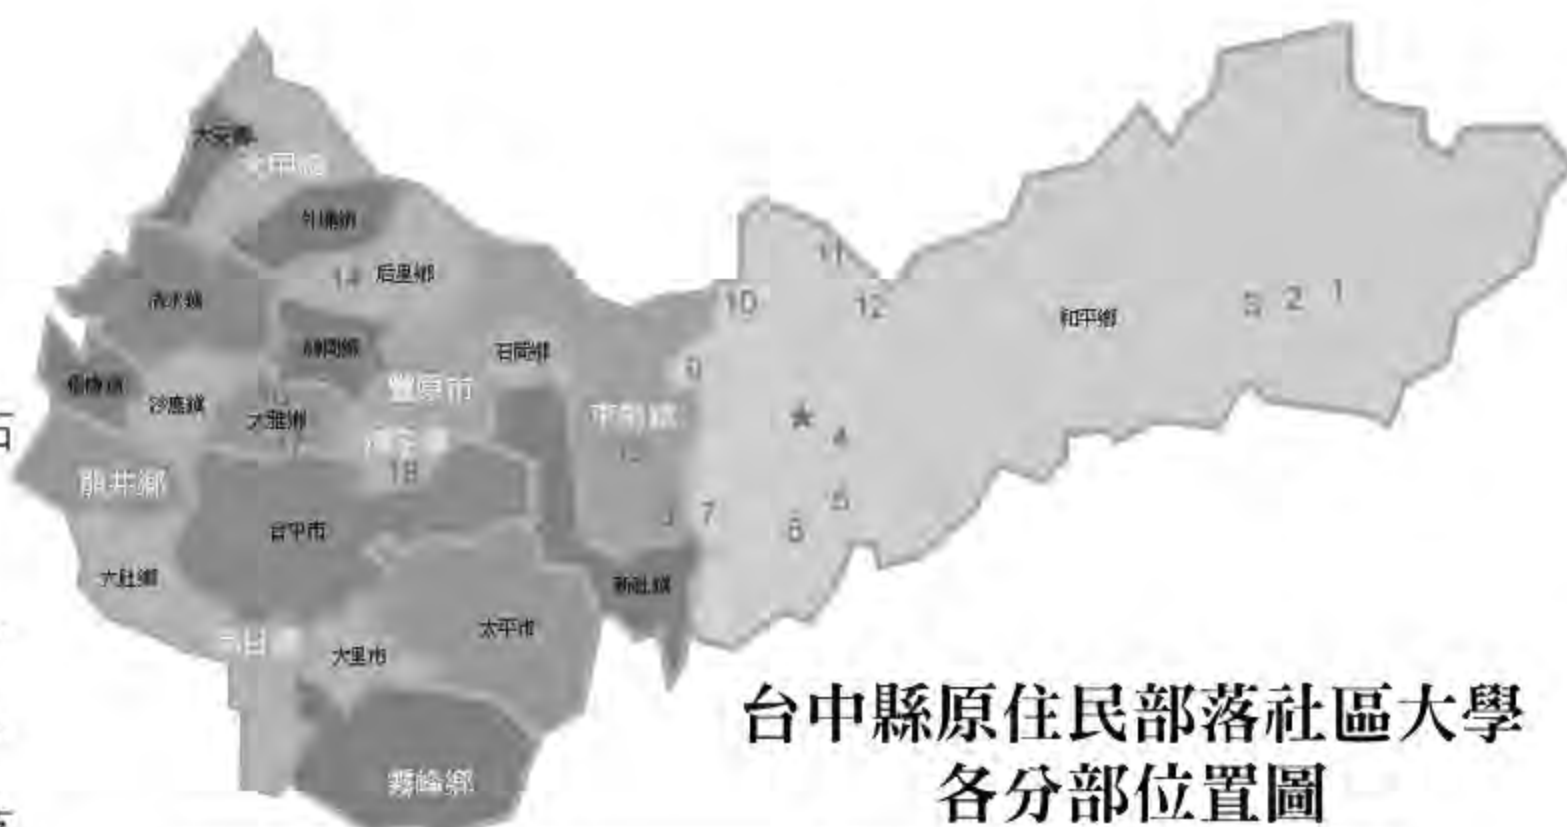 大安鄉
大甲鎮
外埔鄉
14 后里鄉
清水鎮
神岡鄉
石岡鄉
豐原市
梧棲鎮
沙鹿鎮
大雅鄉
潭子鄉
18
龍井鄉
東勢鎮
台中市
大肚鄉
烏日鄉
大里市
太平市
新社鄉
霧峰鄉
11
10
12
和平鄉
3 2 1
9
★
4
5
7
6
台中縣原住民部落社區大學
各分部位置圖